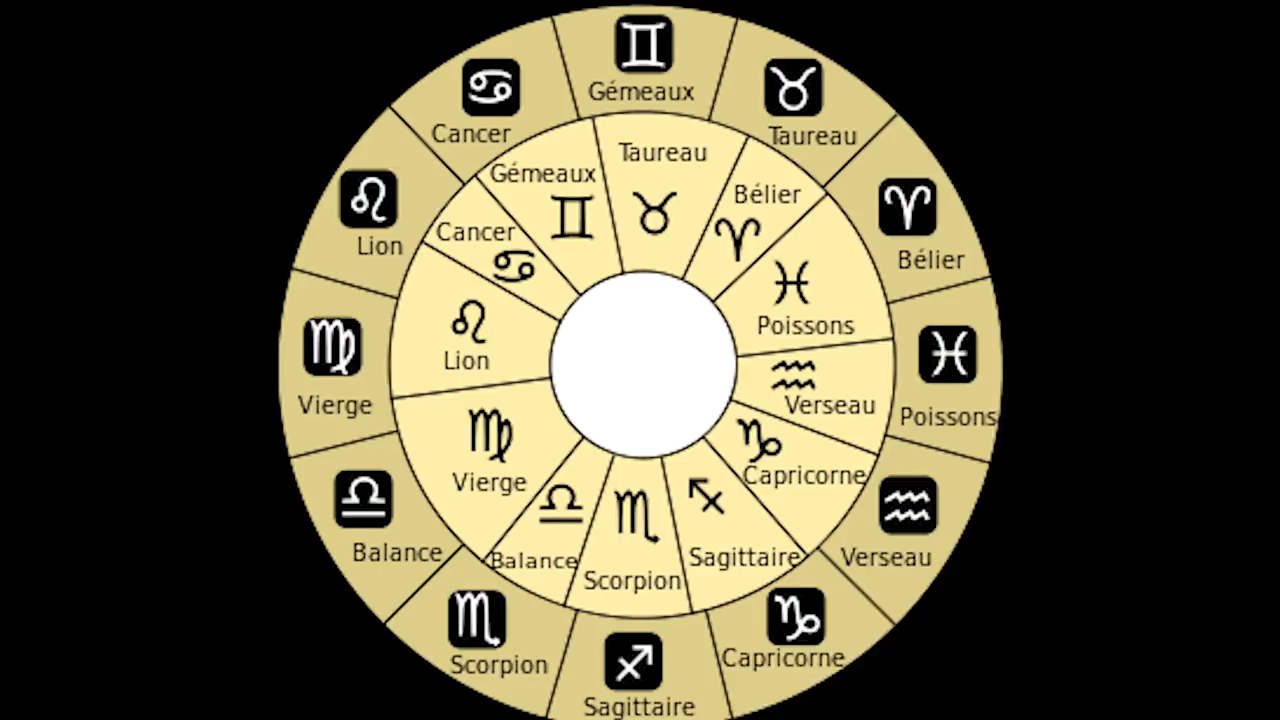 Gémeaux
Taureau
Bélier
Poissons
Verseau
Capricorne
Sagittaire
Scorpion
Balance
Vierge
Lion
Cancer
Taureau
Bélier
Poissons
Verseau
Capricorne
Sagittaire
Scorpion
Balance
Vierge
Lion
Cancer
Gémeaux